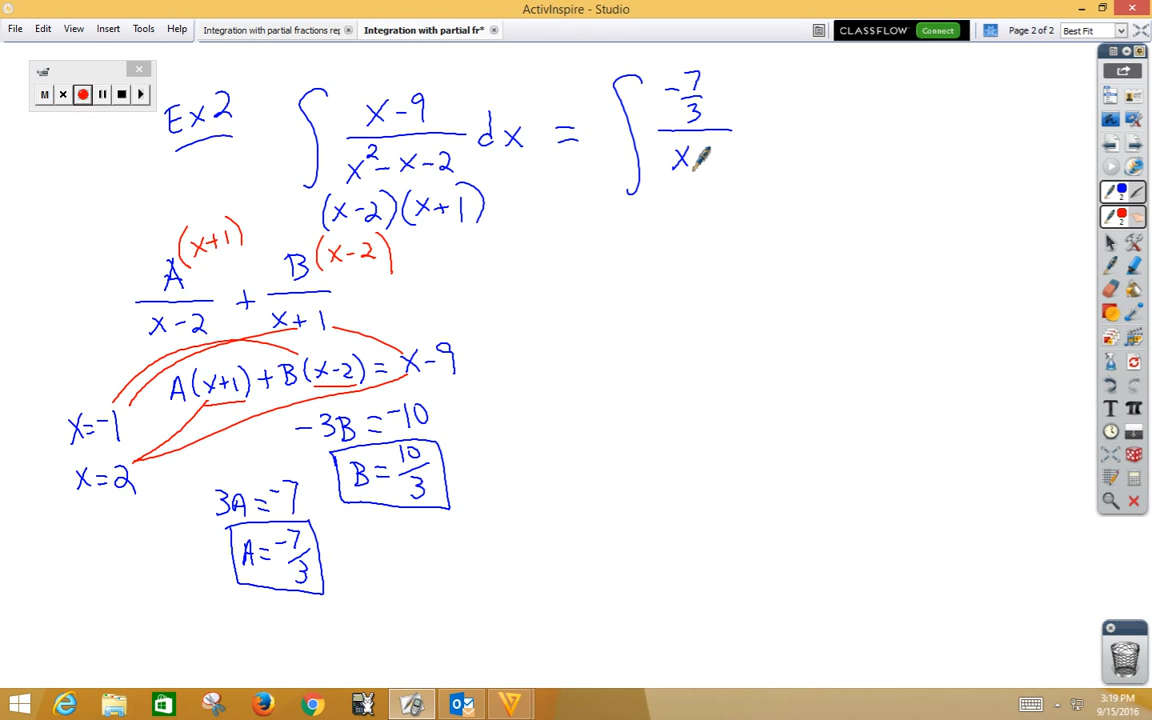 ActivInspire - Studio
File Edit View Insert Tools Help
Integration with partial fractions rep
Integration with partial fr*
CLASSFLOW Connect
Page 2 of 2
Best Fit
M
2
2
Ex 2 ∫ (x-9)/(x²-x-2) dx = ∫ (-7/3)/(x
(x-2)(x+1)
A(x+1)/(x-2) + B(x-2)/(x+1)
A(x+1)+B(x-2)=x-9
x=-1
-3B=-10
x=2
B=10/3
3A=-7
A=-7/3
3:19 PM
9/15/2016